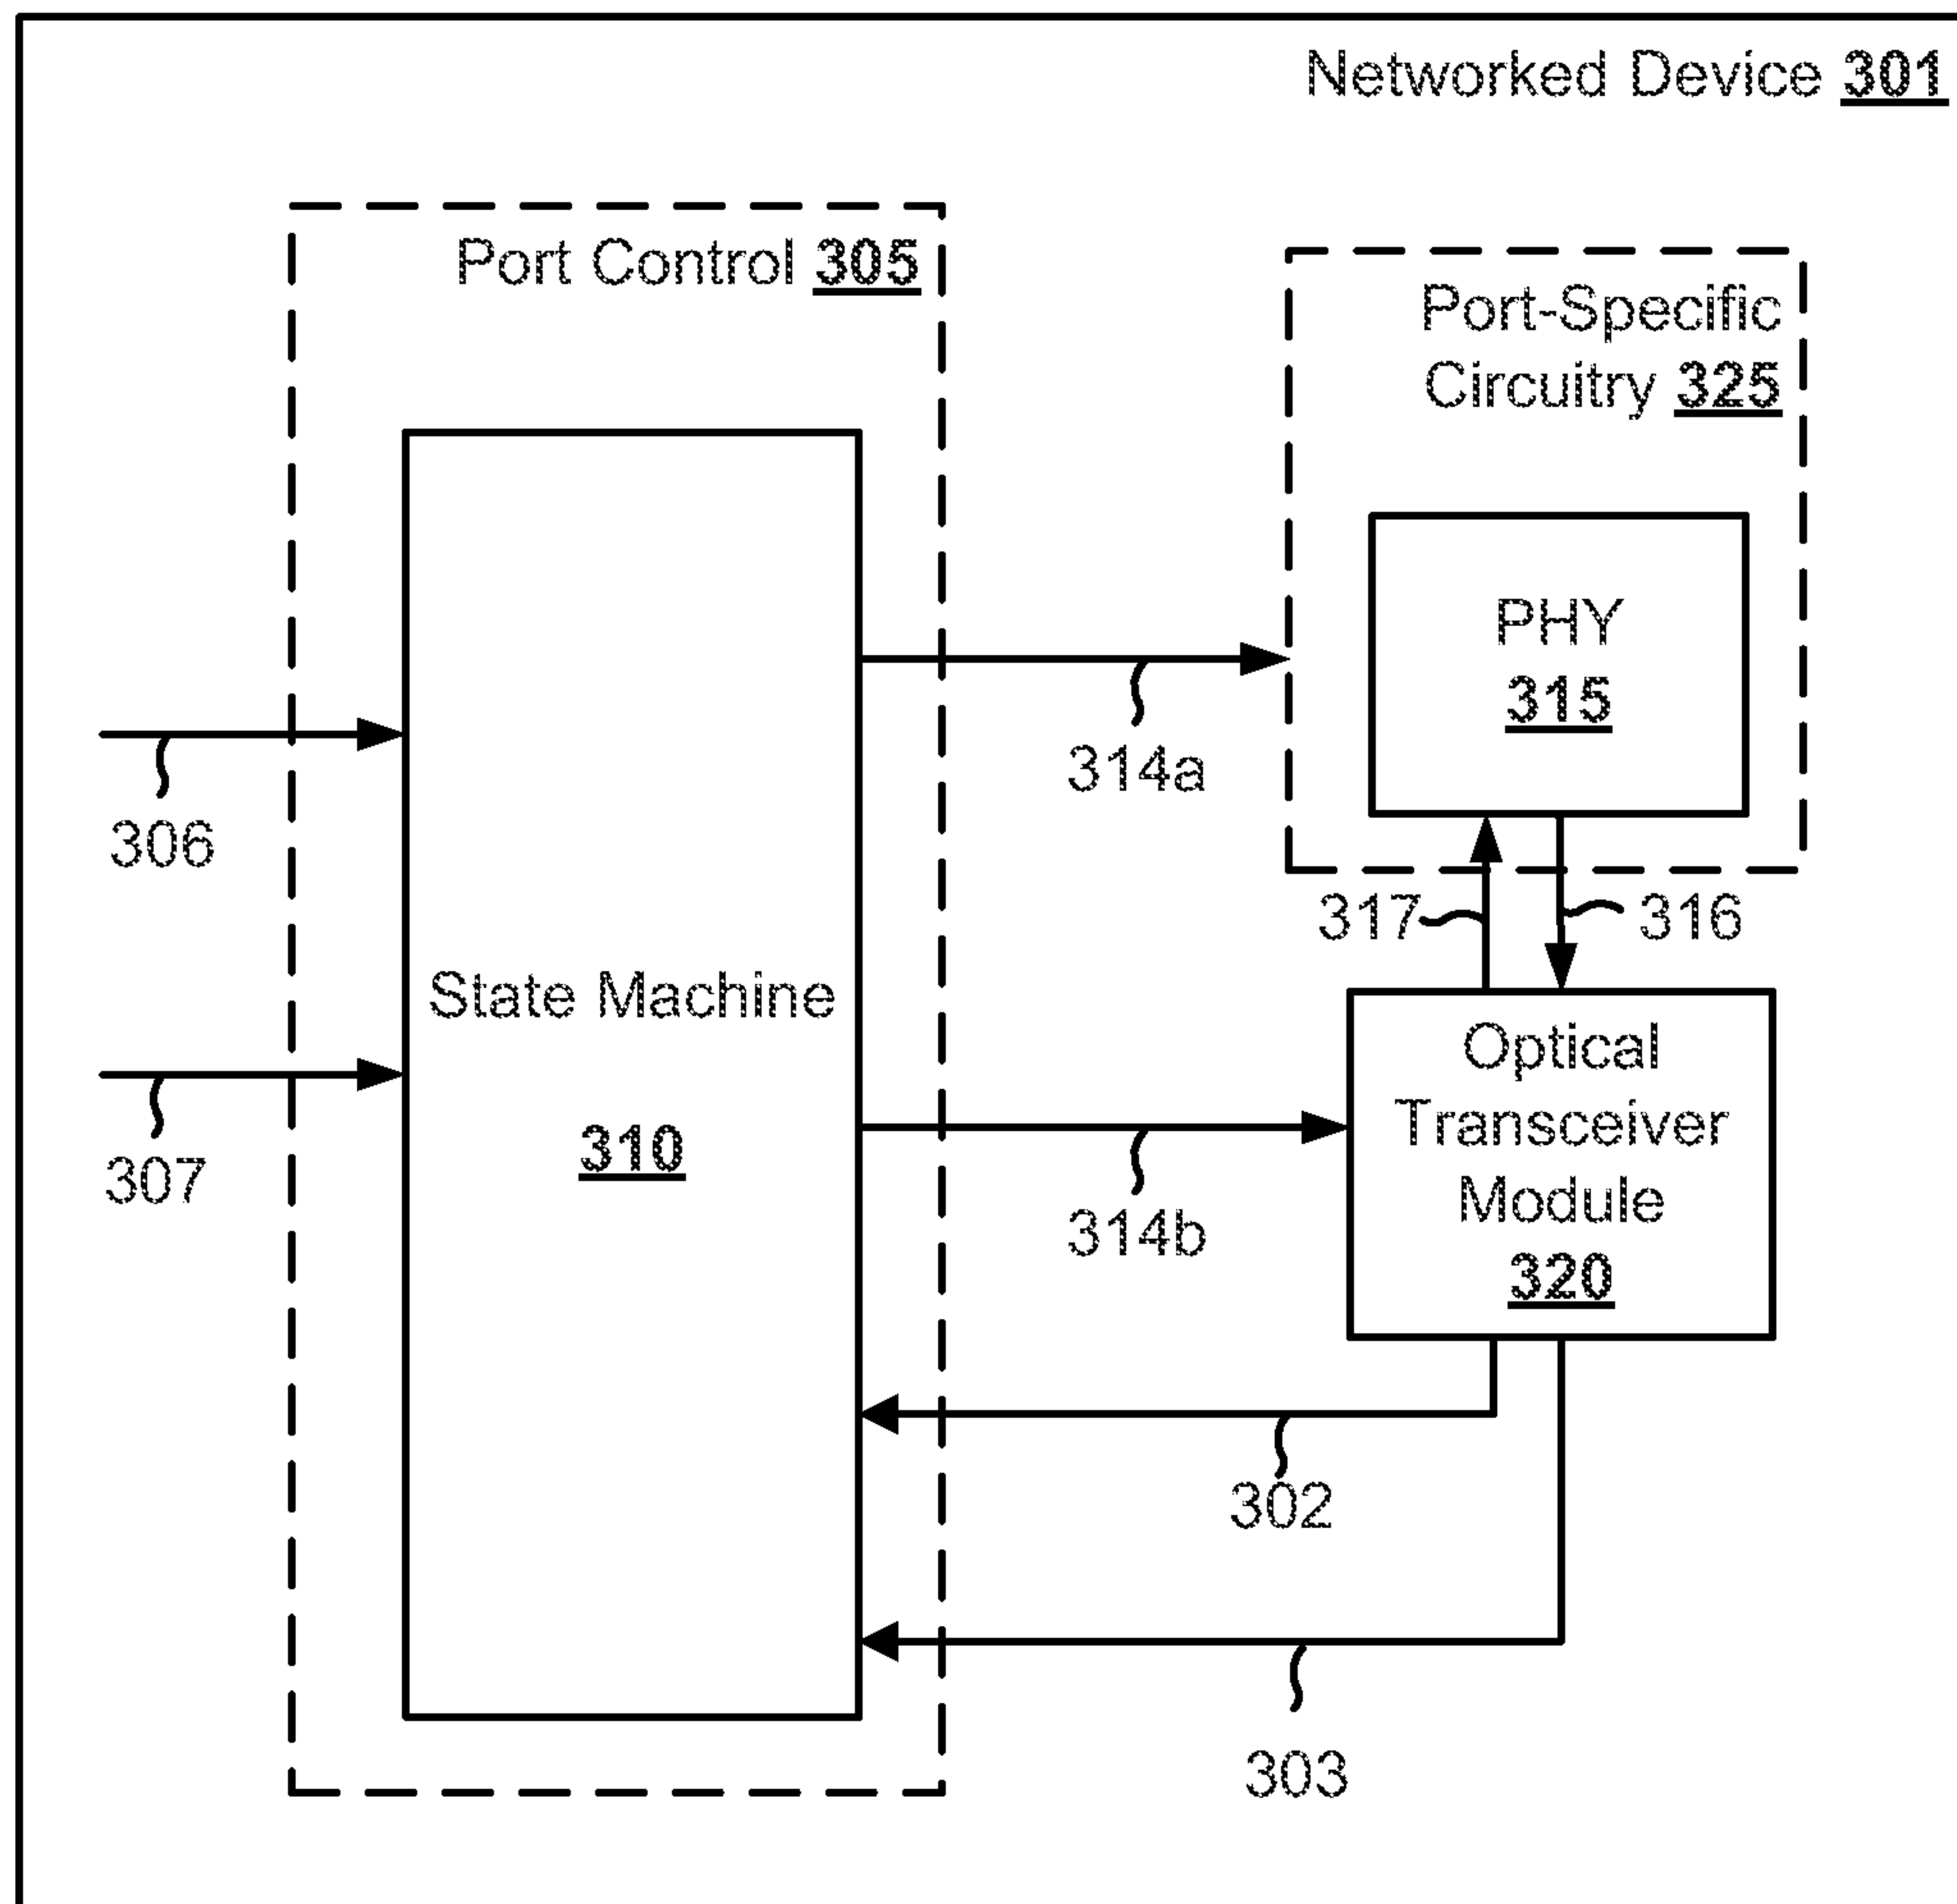 Networked Device 301
Port Control 305
Port-Specific
Circuitry 325
PHY
315
306
314a
317
316
State Machine
310
Optical
Transceiver
Module
320
307
314b
302
303